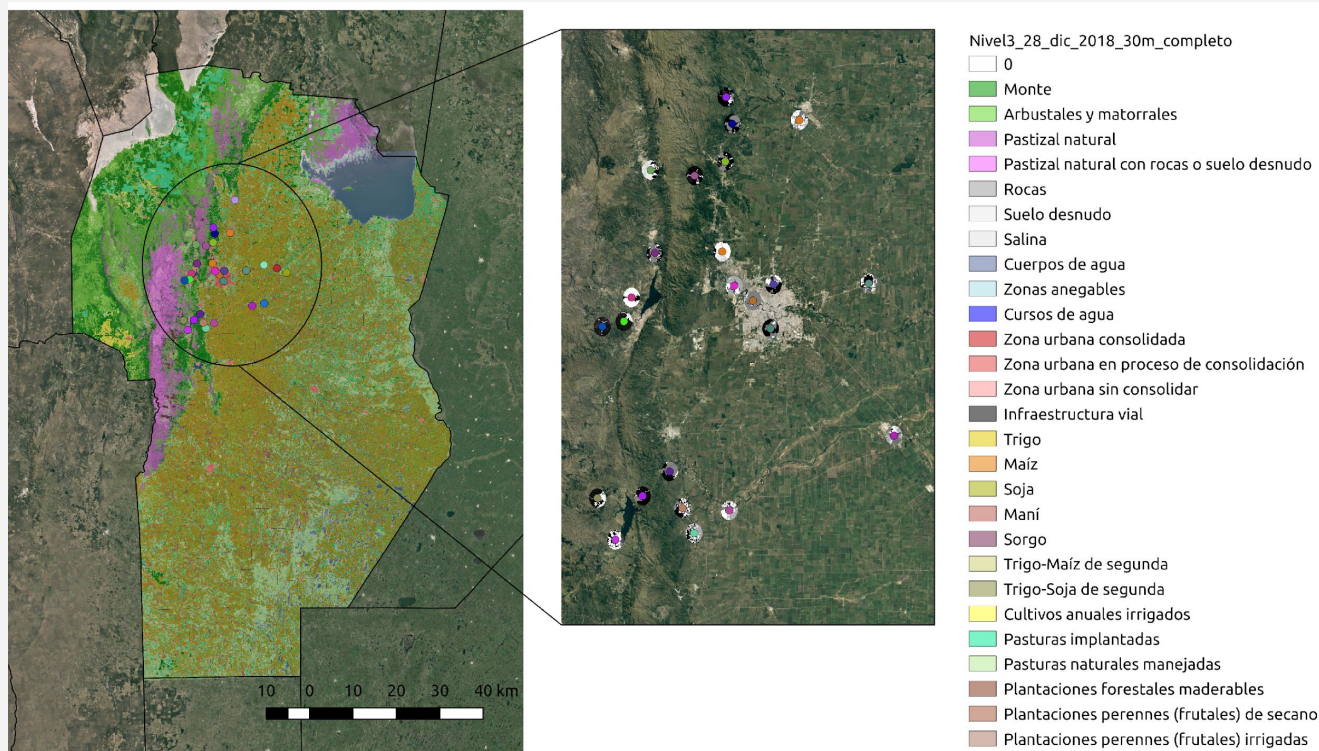 Nivel3_28_dic_2018_30m_completo
0
Monte
Arbustales y matorrales
Pastizal natural
Pastizal natural con rocas o suelo desnudo
Rocas
Suelo desnudo
Salina
Cuerpos de agua
Zonas anegables
Cursos de agua
Zona urbana consolidada
Zona urbana en proceso de consolidación
Zona urbana sin consolidar
Infraestructura vial
Trigo
Maíz
Soja
Maní
Sorgo
Trigo-Maíz de segunda
Trigo-Soja de segunda
Cultivos anuales irrigados
Pasturas implantadas
Pasturas naturales manejadas
Plantaciones forestales maderables
Plantaciones perennes (frutales) de secano
Plantaciones perennes (frutales) irrigadas
10 0 10 20 30 40 km